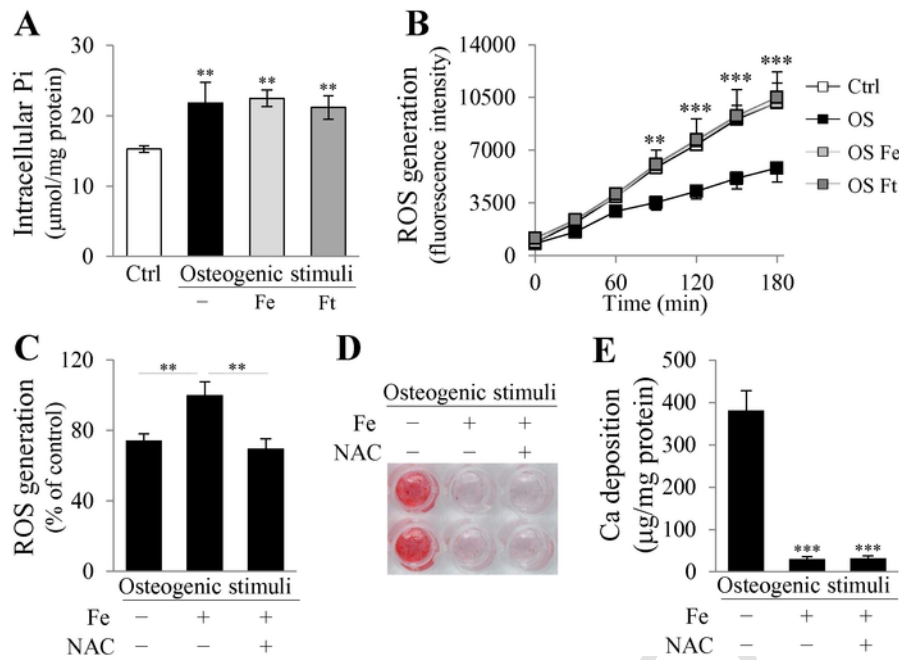 A
Intracellular Pi
(μmol/mg protein)
30
20
10
0
**
**
**
Ctrl
Osteogenic stimuli
– Fe Ft
B
ROS generation
(fluorescence intensity)
14000
10500
7000
3500
0
**
***
***
***
0 60 120 180
Time (min)
Ctrl
OS
OS Fe
OS Ft
C
ROS generation
(% of control)
120
80
40
0
** **
Osteogenic stimuli
Fe – + +
NAC – – +
D
Osteogenic stimuli
Fe – + +
NAC – – +
E
Ca deposition
(μg/mg protein)
500
400
300
200
100
0
*** ***
Osteogenic stimuli
Fe – + +
NAC – – +